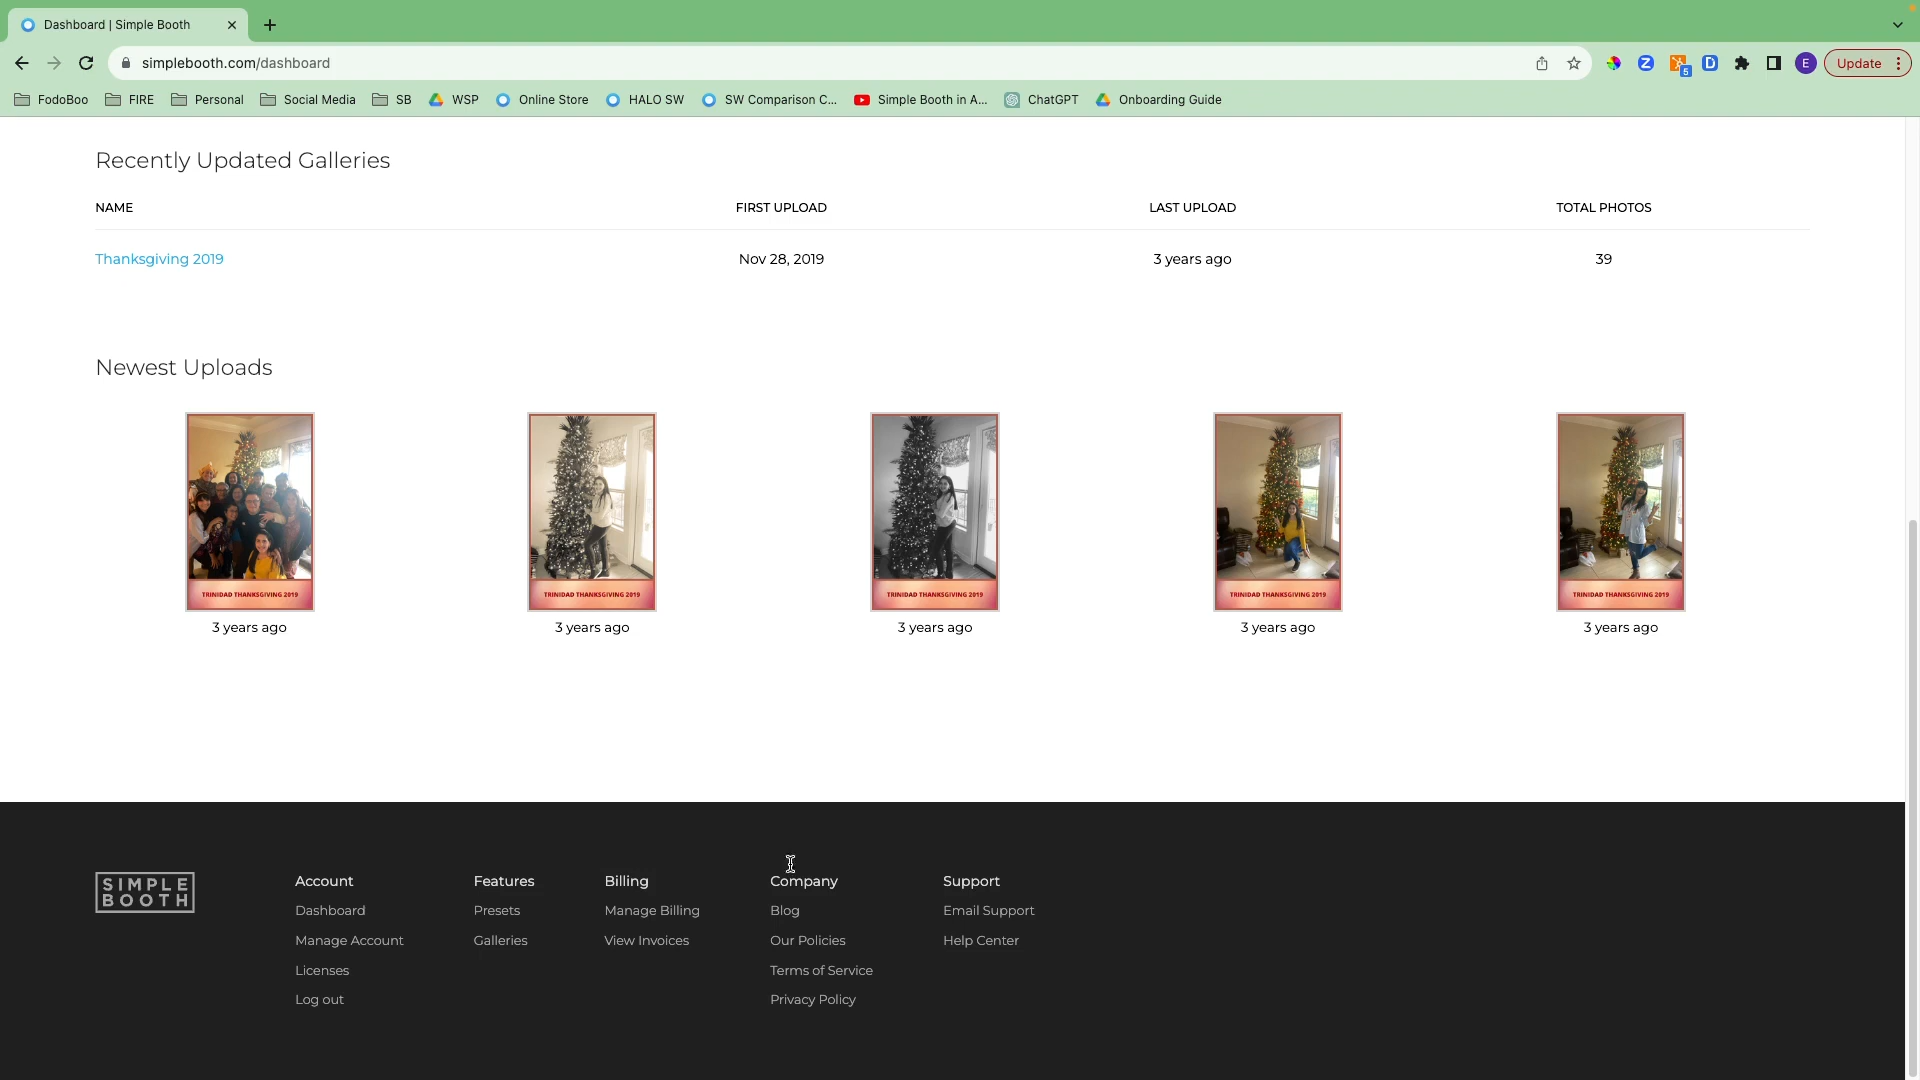 Dashboard | Simple Booth
simplebooth.com/dashboard
Z
5
D
E
Update
FodoBoo
FIRE
Personal
Social Media
SB
WSP
Online Store
HALO SW
SW Comparison C...
Simple Booth in A...
ChatGPT
Onboarding Guide
Recently Updated Galleries
NAME FIRST UPLOAD LAST UPLOAD TOTAL PHOTOS
Thanksgiving 2019 Nov 28, 2019 3 years ago 39
Newest Uploads
TRINIDAD THANKSGIVING 2019
TRINIDAD THANKSGIVING 2019
TRINIDAD THANKSGIVING 2019
TRINIDAD THANKSGIVING 2019
TRINIDAD THANKSGIVING 2019
3 years ago
3 years ago
3 years ago
3 years ago
3 years ago
SIMPLE
BOOTH
Account
Dashboard
Manage Account
Licenses
Log out
Features
Presets
Galleries
Billing
Manage Billing
View Invoices
Company
Blog
Our Policies
Terms of Service
Privacy Policy
Support
Email Support
Help Center